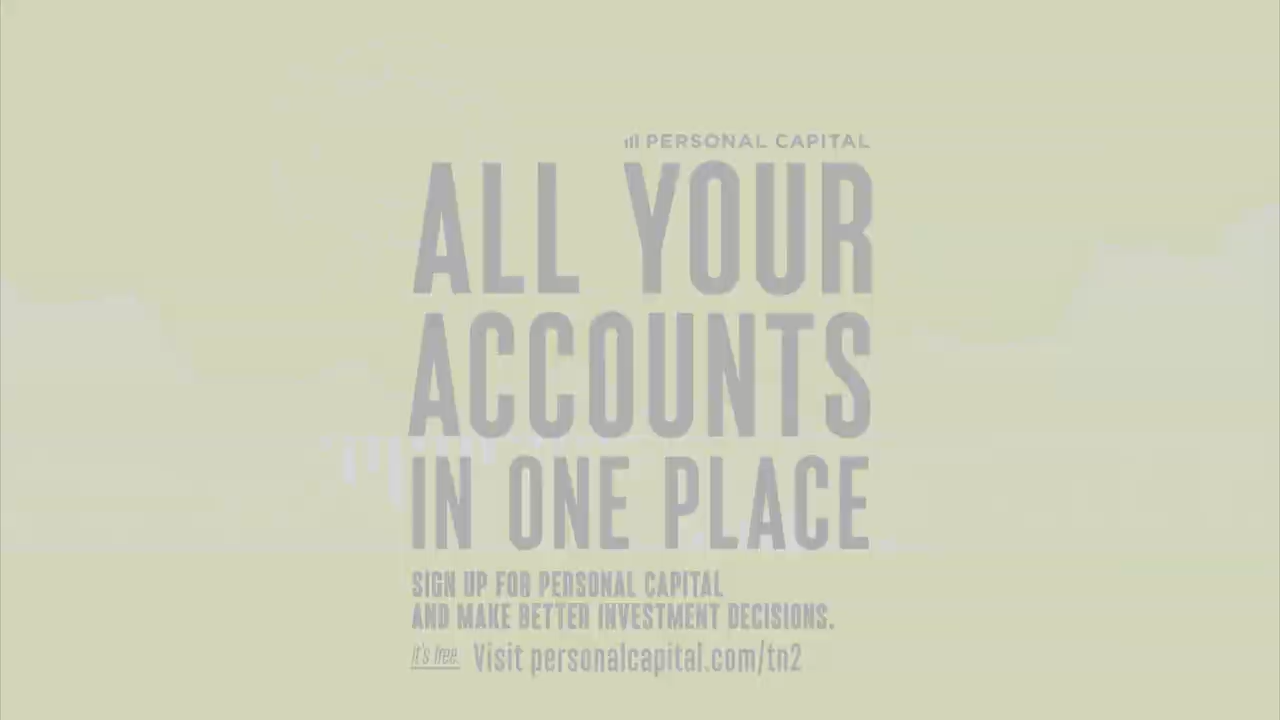 PERSONAL CAPITAL
ALL YOUR
ACCOUNTS
IN ONE PLACE
SIGN UP FOR PERSONAL CAPITAL
AND MAKE BETTER INVESTMENT DECISIONS.
it's free. Visit personalcapital.com/tn2